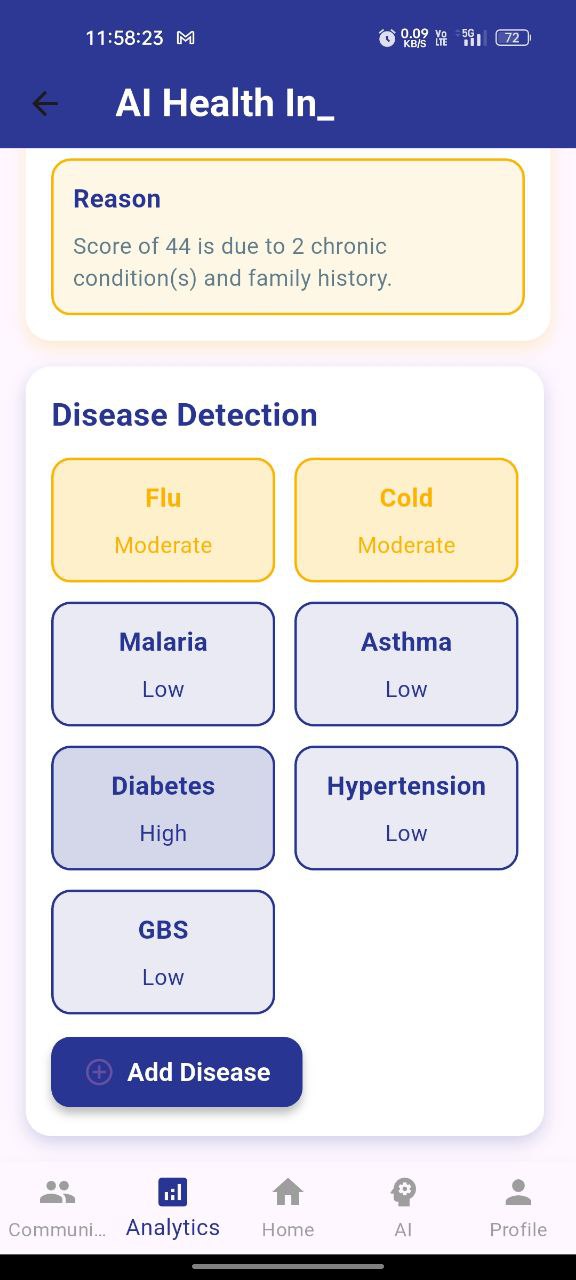 11:58:23
0.09 KB/S Vo LTE 5G 72
AI Health In_
Reason
Score of 44 is due to 2 chronic
condition(s) and family history.
Disease Detection
Flu Cold
Moderate Moderate
Malaria Asthma
Low Low
Diabetes Hypertension
High Low
GBS
Low
Add Disease
Communi... Analytics Home AI Profile